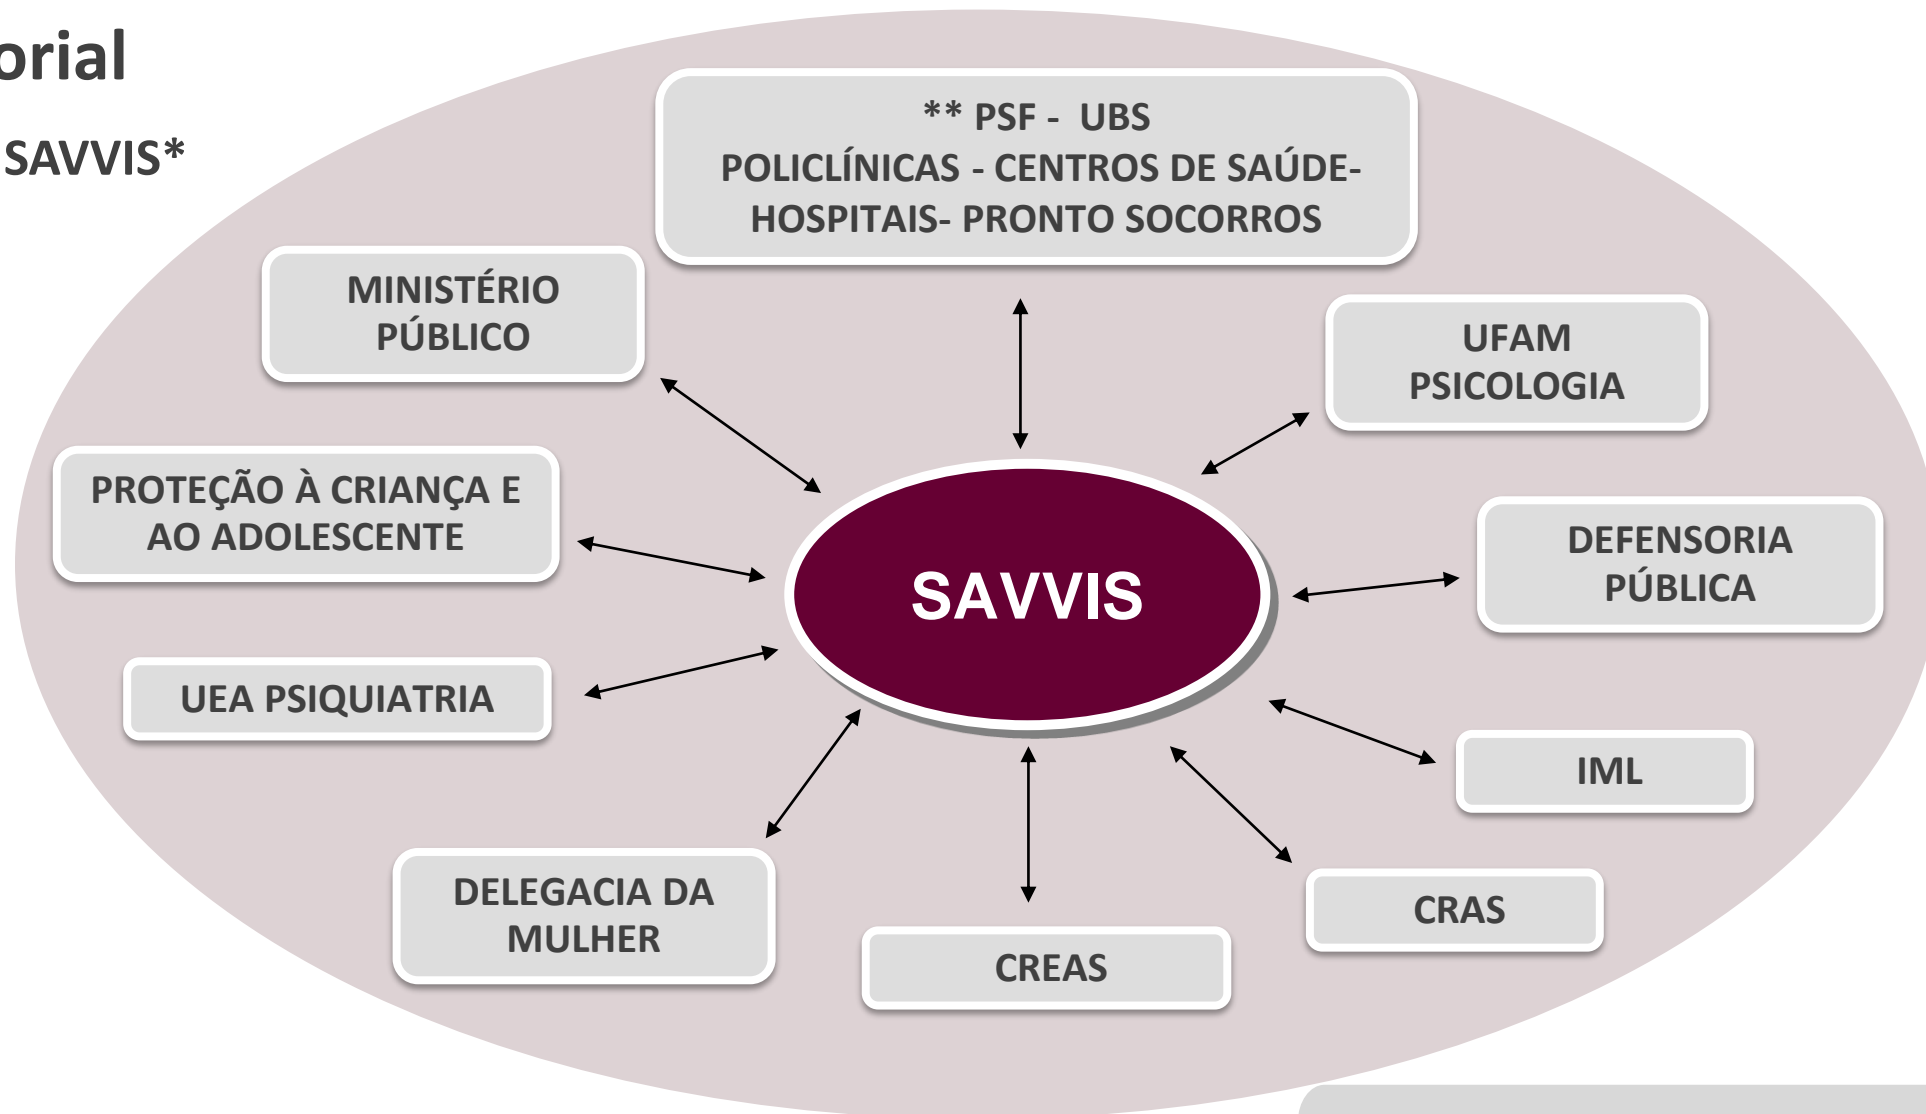 orial
SAVVIS*
** PSF - UBS
POLICLÍNICAS - CENTROS DE SAÚDE-
HOSPITAIS- PRONTO SOCORROS
MINISTÉRIO
PÚBLICO
UFAM
PSICOLOGIA
PROTEÇÃO À CRIANÇA E
AO ADOLESCENTE
DEFENSORIA
PÚBLICA
SAVVIS
UEA PSIQUIATRIA
IML
DELEGACIA DA
MULHER
CRAS
CREAS